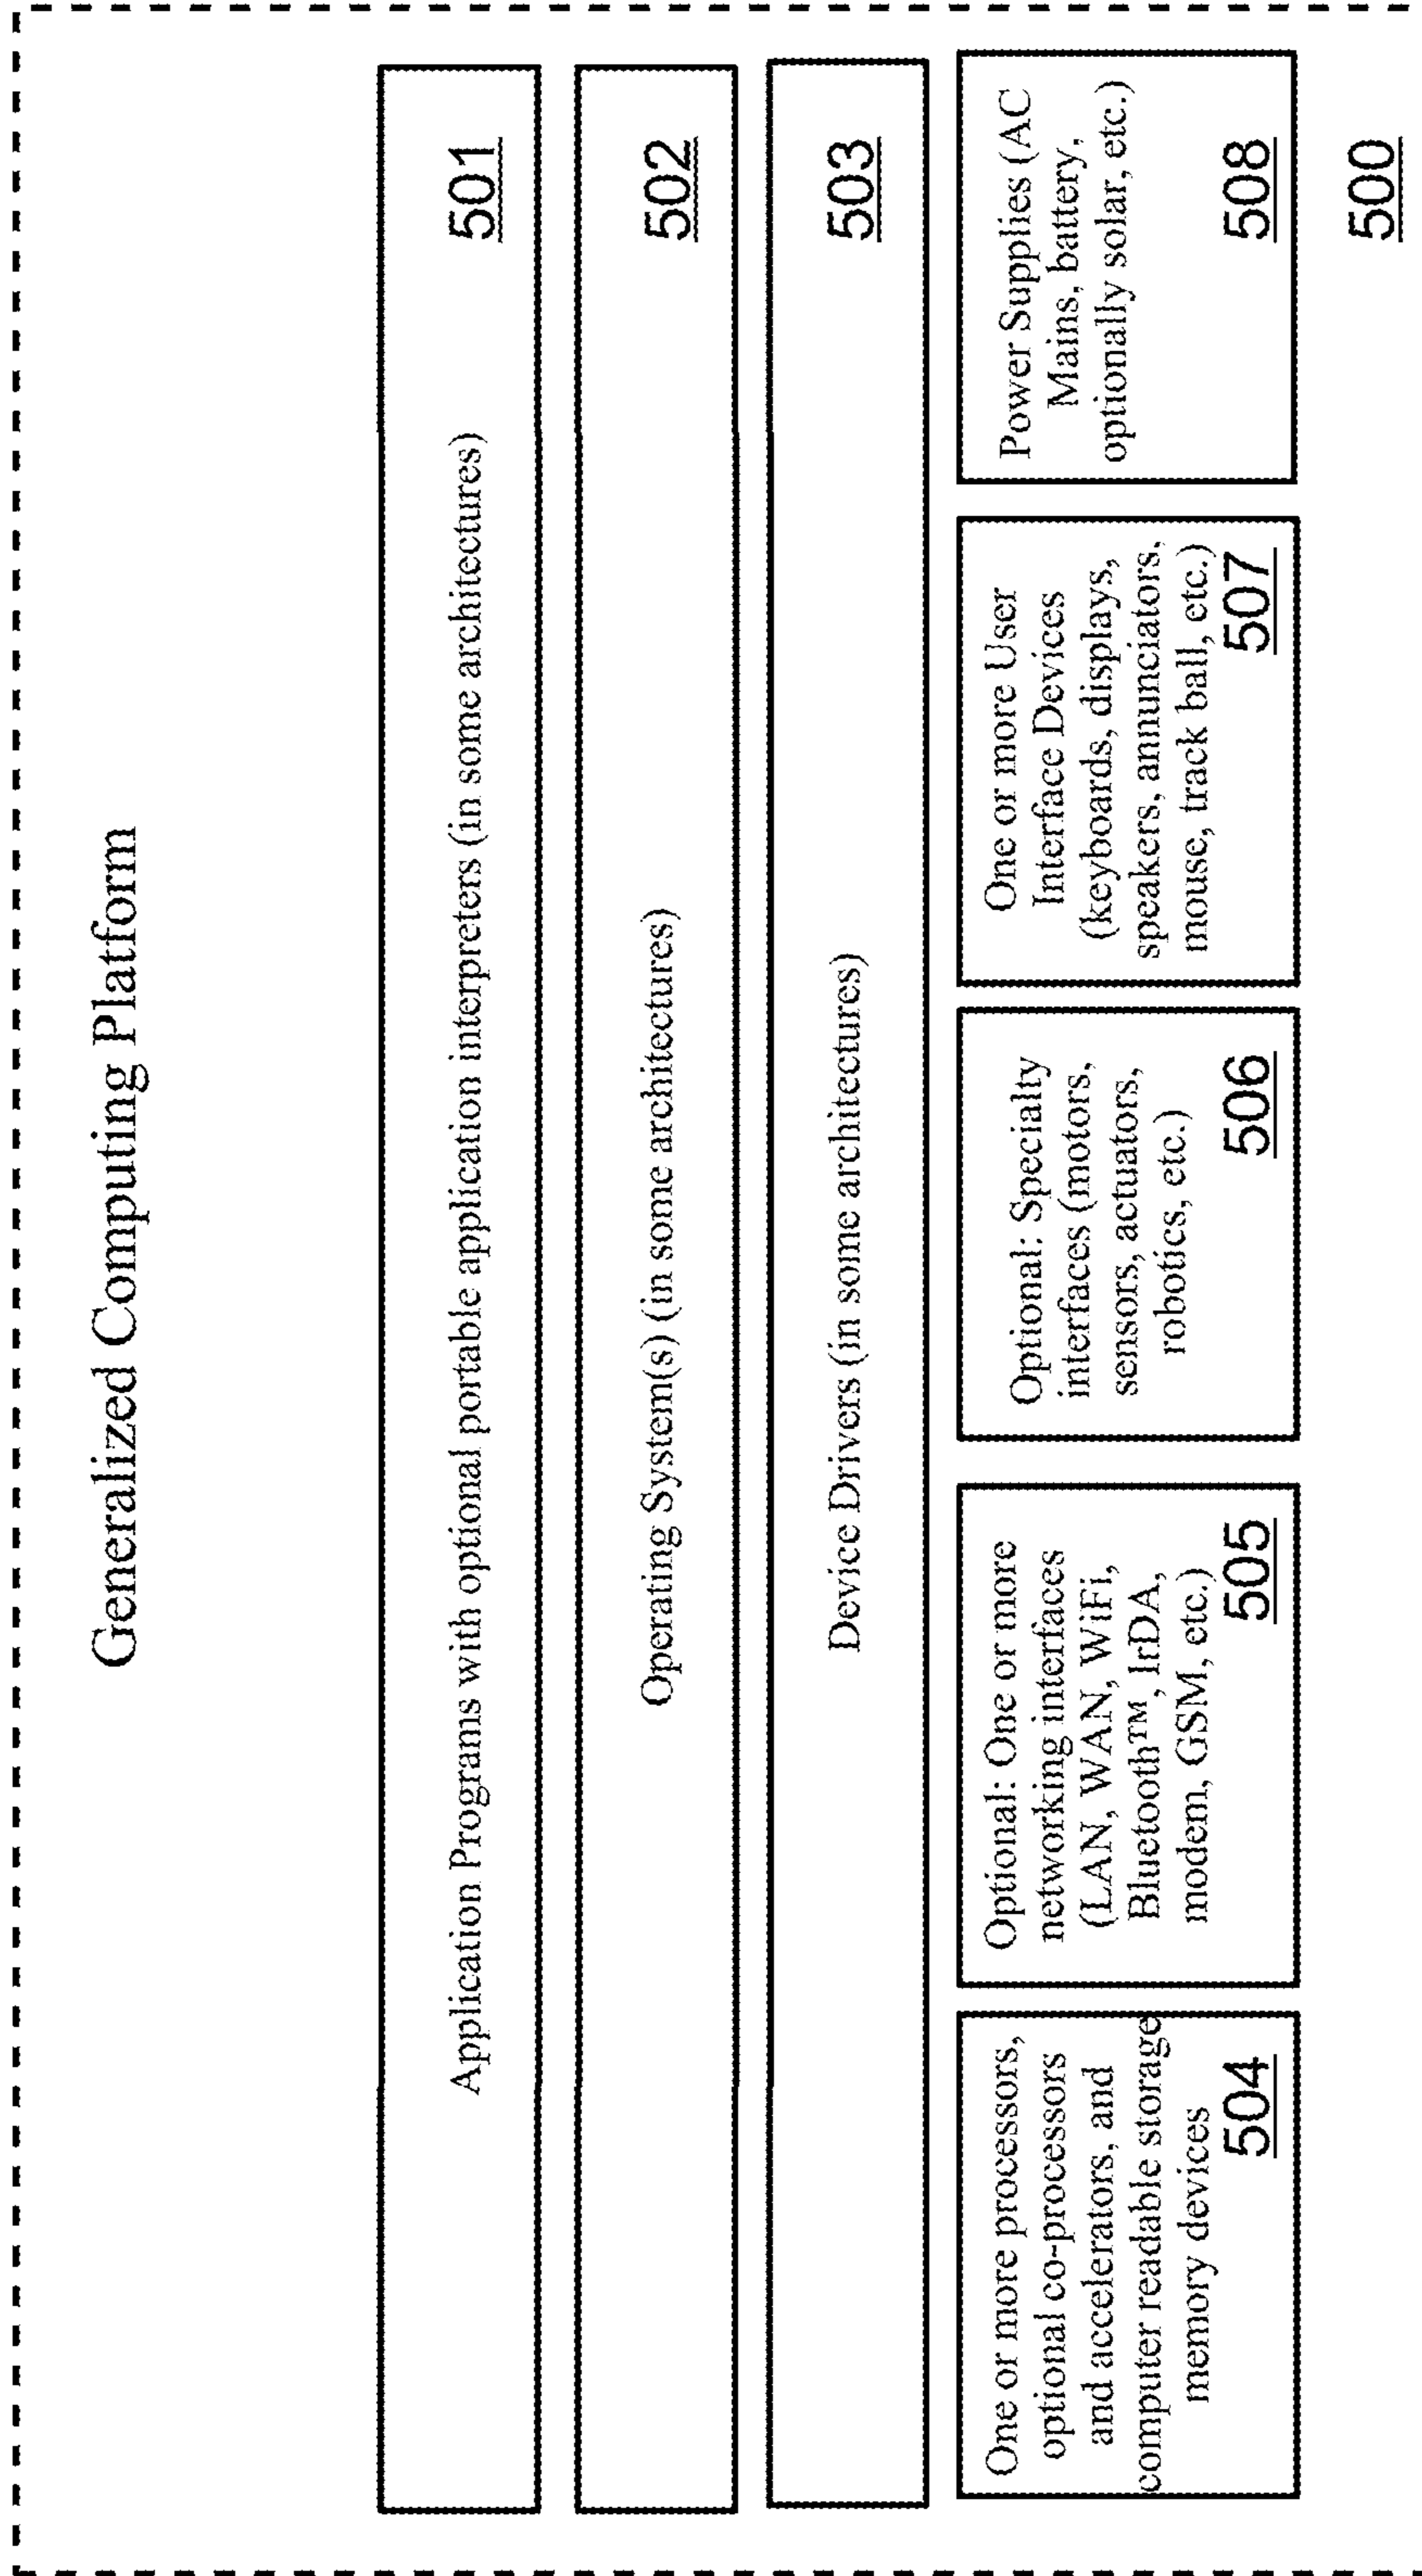 Generalized Computing Platform
Application Programs with optional portable application interpreters (in some architectures)
501
Operating System(s) (in some architectures)
502
Device Drivers (in some architectures)
503
One or more processors,
optional co-processors
and accelerators, and
computer readable storage
memory devices
504
Optional: One or more
networking interfaces
(LAN, WAN, WiFi,
Bluetooth™, IrDA,
modem, GSM, etc.)
505
Optional: Specialty
interfaces (motors,
sensors, actuators,
robotics, etc.)
506
One or more User
Interface Devices
(keyboards, displays,
speakers, annunciators,
mouse, track ball, etc.)
507
Power Supplies (AC
Mains, battery,
optionally solar, etc.)
508
500